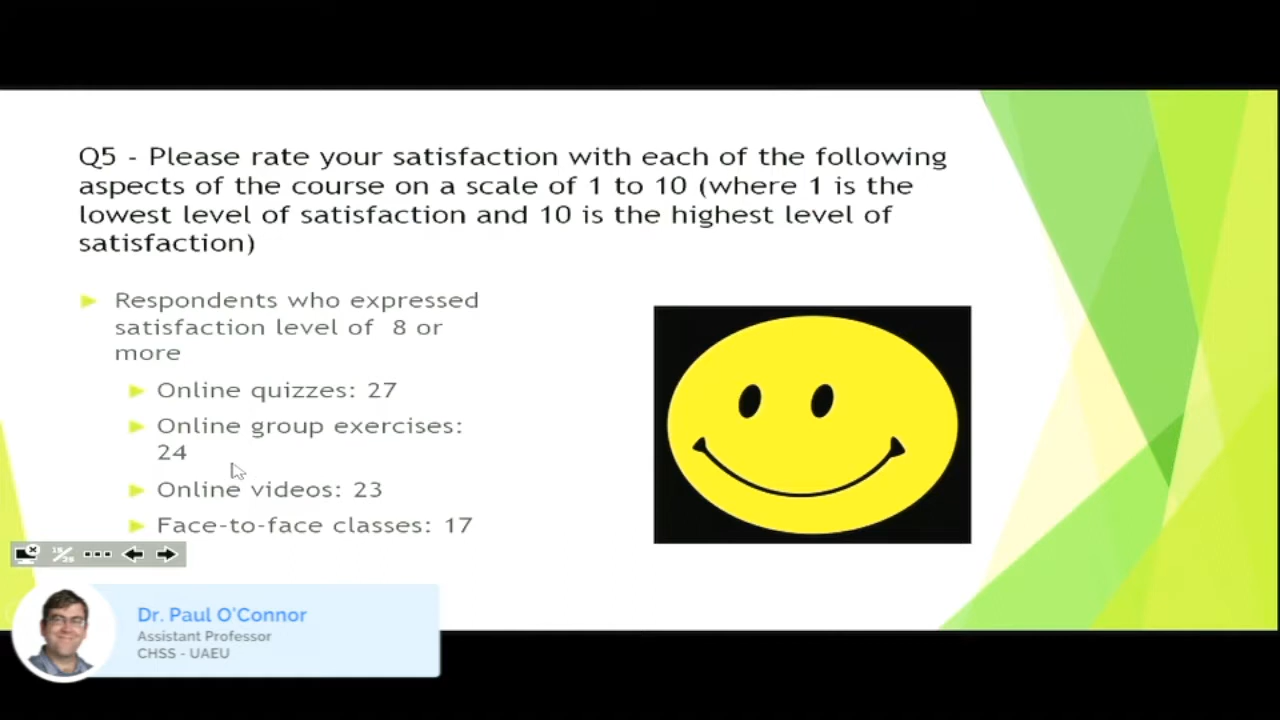 Q5 - Please rate your satisfaction with each of the following
aspects of the course on a scale of 1 to 10 (where 1 is the
lowest level of satisfaction and 10 is the highest level of
satisfaction)
Respondents who expressed
satisfaction level of 8 or
more
Online quizzes: 27
Online group exercises:
24
Online videos: 23
Face-to-face classes: 17
Dr. Paul O'Connor
Assistant Professor
CHSS - UAEU